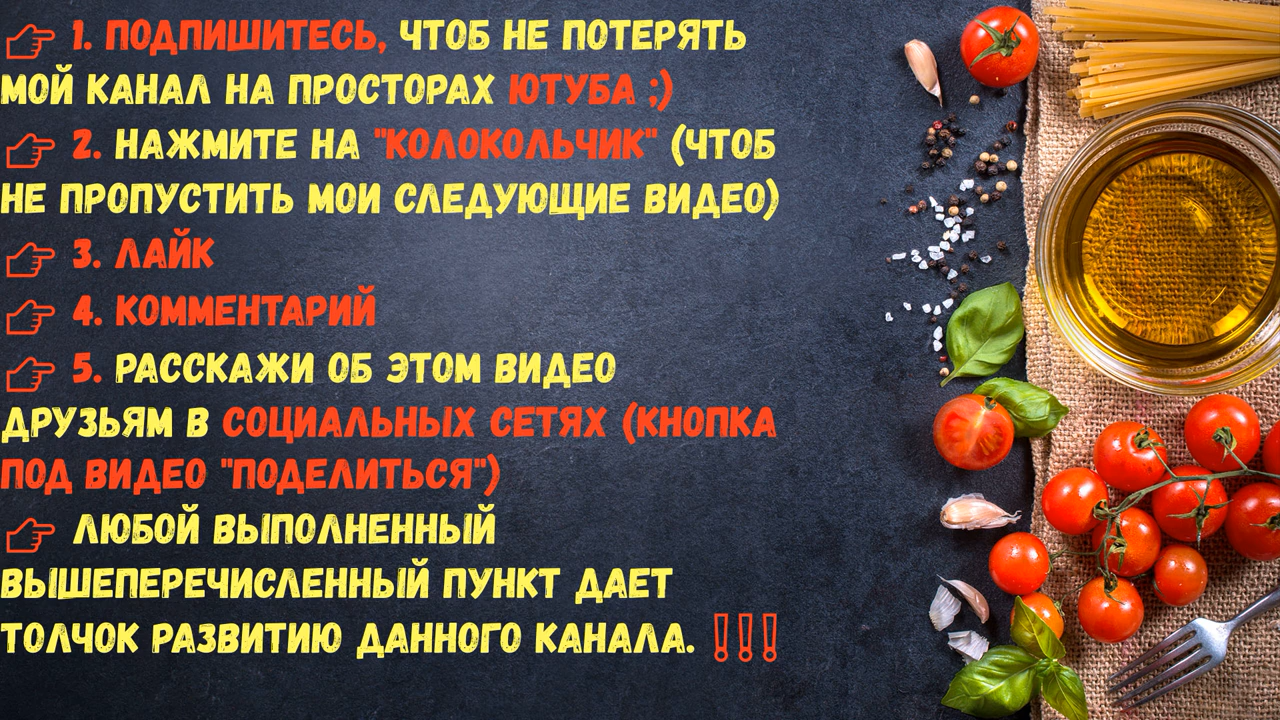 👉 1. ПОДПИШИТЕСЬ, ЧТОБ НЕ ПОТЕРЯТЬ
МОЙ КАНАЛ НА ПРОСТОРАХ ЮТУБА ;)
👉 2. НАЖМИТЕ НА "КОЛОКОЛЬЧИК" (ЧТОБ
НЕ ПРОПУСТИТЬ МОИ СЛЕДУЮЩИЕ ВИДЕО)
👉 3. ЛАЙК
👉 4. КОММЕНТАРИЙ
👉 5. РАССКАЖИ ОБ ЭТОМ ВИДЕО
ДРУЗЬЯМ В СОЦИАЛЬНЫХ СЕТЯХ (КНОПКА
ПОД ВИДЕО "ПОДЕЛИТЬСЯ")
👉 ЛЮБОЙ ВЫПОЛНЕННЫЙ
ВЫШЕПЕРЕЧИСЛЕННЫЙ ПУНКТ ДАЕТ
ТОЛЧОК РАЗВИТИЮ ДАННОГО КАНАЛА. ❗❗❗